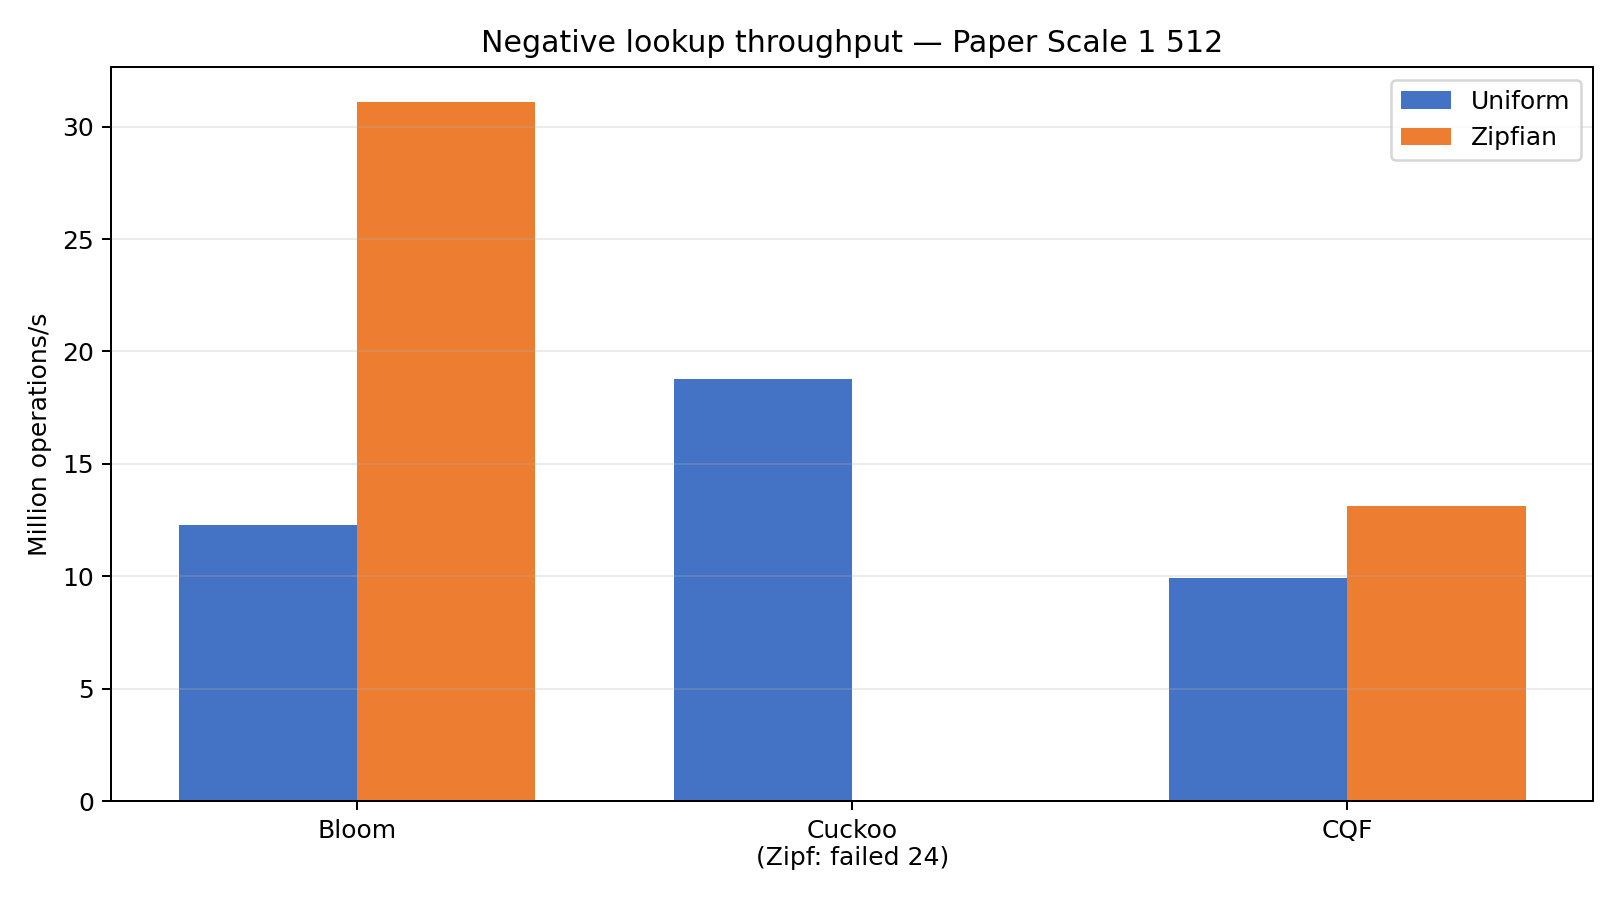 Negative lookup throughput — Paper Scale 1 512
Uniform
Zipfian
Million operations/s
30
25
20
15
10
5
0
Bloom
Cuckoo
(Zipf: failed 24)
CQF